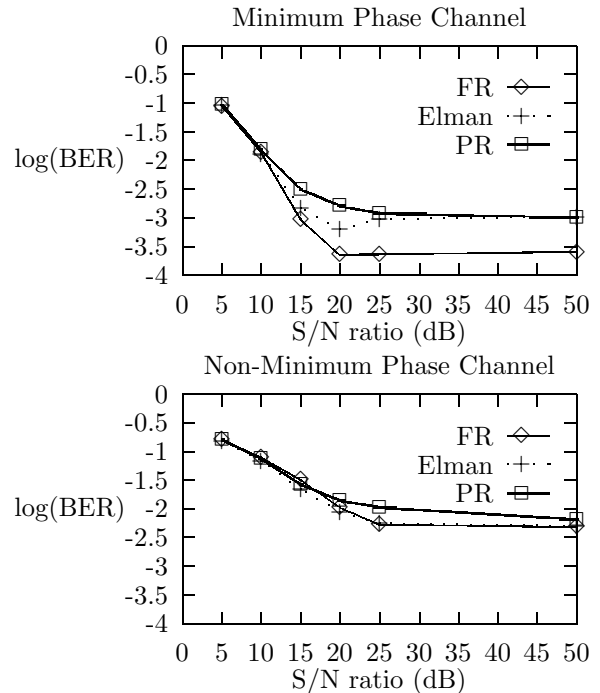 Minimum Phase Channel
0
-0.5
-1
-1.5
-2
-2.5
-3
-3.5
-4
log(BER)
FR
Elman
PR
0 5 10 15 20 25 30 35 40 45 50
S/N ratio (dB)
Non-Minimum Phase Channel
0
-0.5
-1
-1.5
-2
-2.5
-3
-3.5
-4
log(BER)
FR
Elman
PR
0 5 10 15 20 25 30 35 40 45 50
S/N ratio (dB)